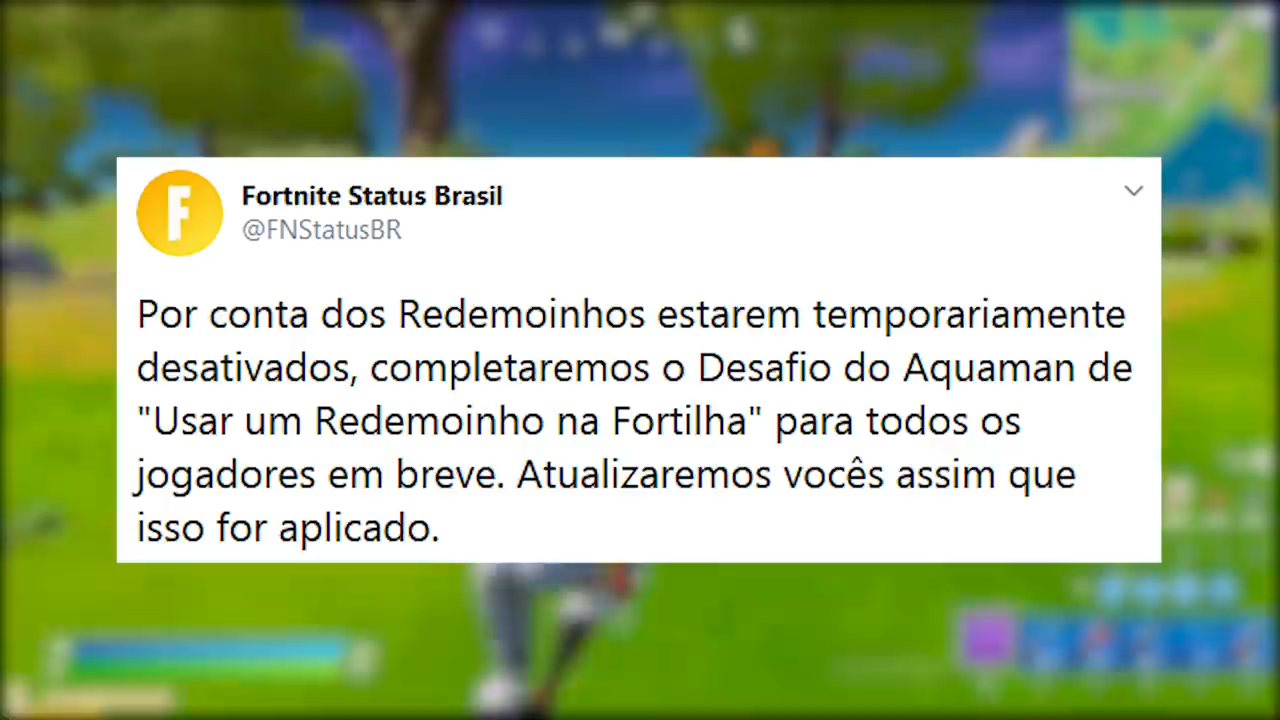 F
Fortnite Status Brasil
@FNStatusBR
Por conta dos Redemoinhos estarem temporariamente
desativados, completaremos o Desafio do Aquaman de
"Usar um Redemoinho na Fortilha" para todos os
jogadores em breve. Atualizaremos vocês assim que
isso for aplicado.